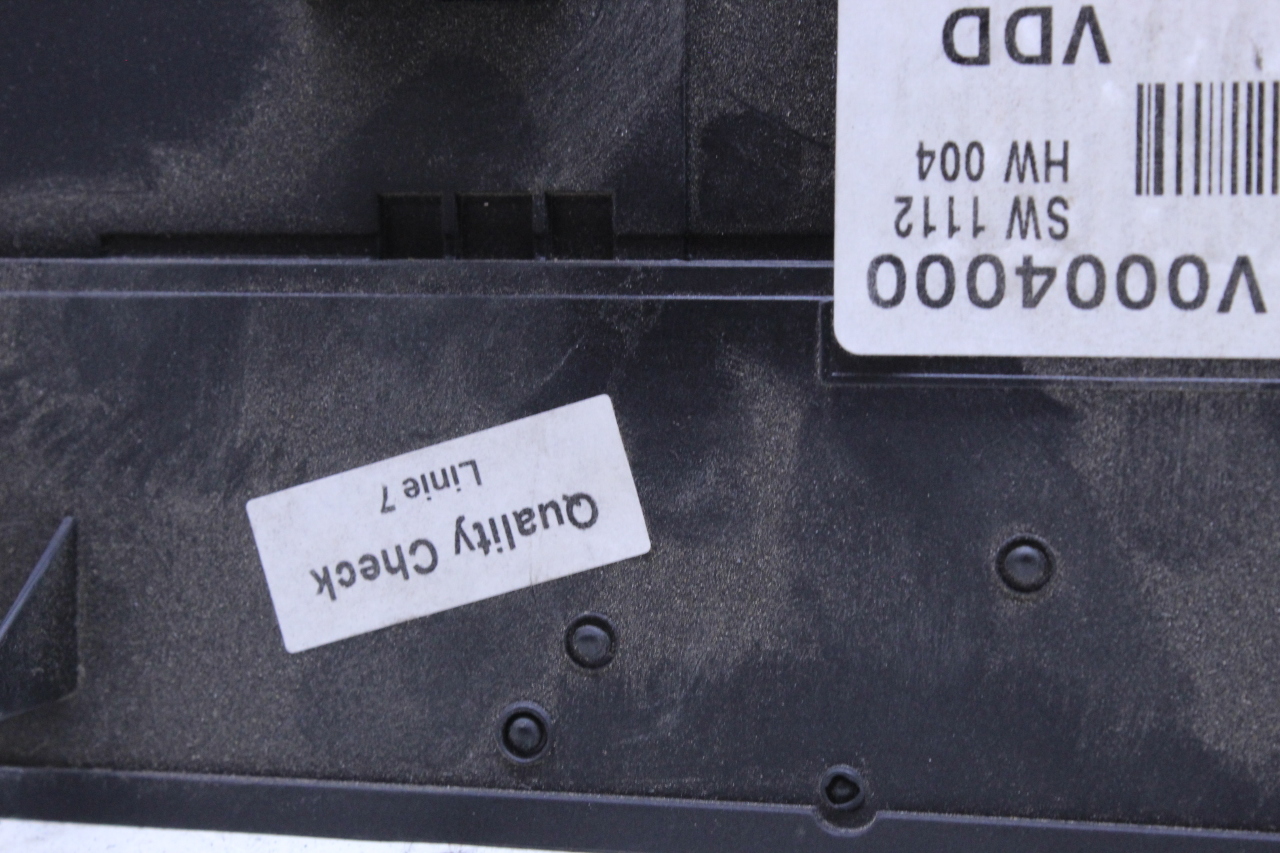 V0004000
SW 1112
HW 004
VDD
Quality Check
Linie 7